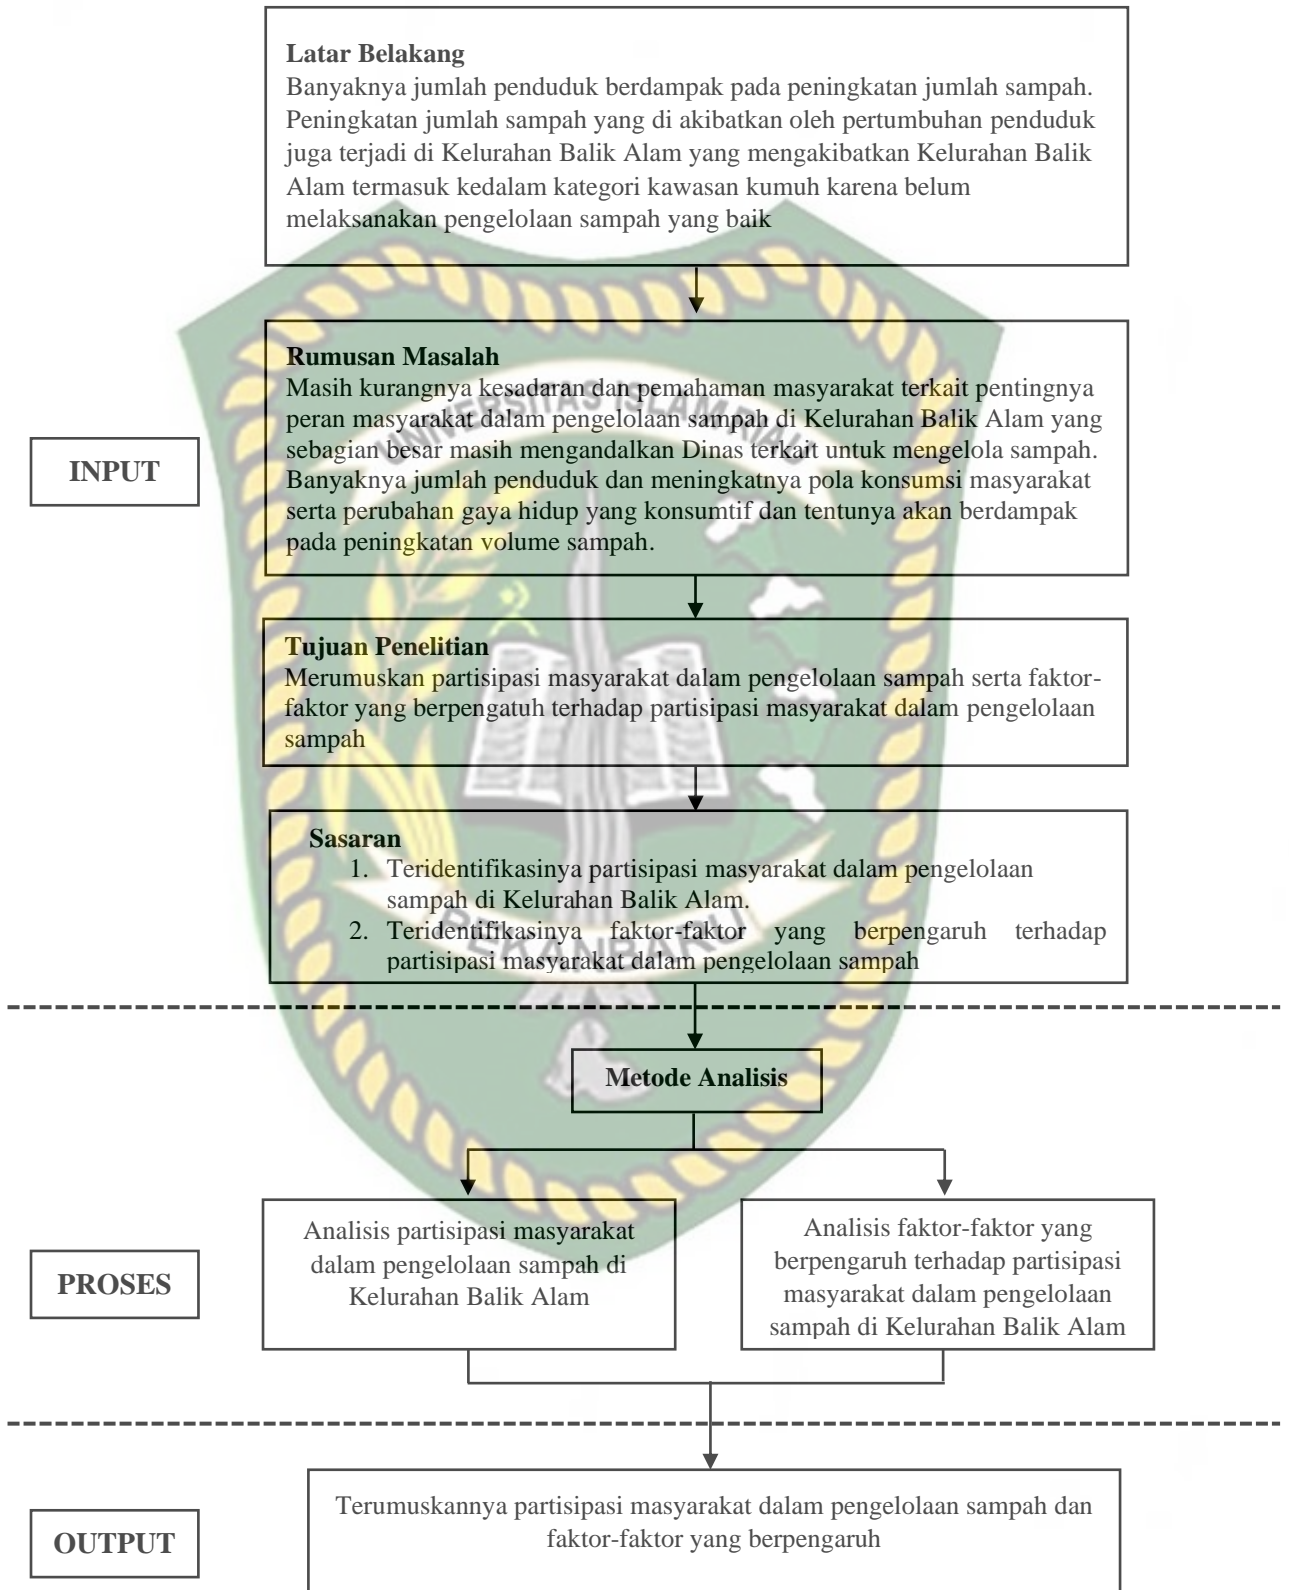 Latar Belakang
Banyaknya jumlah penduduk berdampak pada peningkatan jumlah sampah.
Peningkatan jumlah sampah yang di akibatkan oleh pertumbuhan penduduk
juga terjadi di Kelurahan Balik Alam yang mengakibatkan Kelurahan Balik
Alam termasuk kedalam kategori kawasan kumuh karena belum
melaksanakan pengelolaan sampah yang baik
INPUT
Rumusan Masalah
Masih kurangnya kesadaran dan pemahaman masyarakat terkait pentingnya
peran masyarakat dalam pengelolaan sampah di Kelurahan Balik Alam yang
sebagian besar masih mengandalkan Dinas terkait untuk mengelola sampah.
Banyaknya jumlah penduduk dan meningkatnya pola konsumsi masyarakat
serta perubahan gaya hidup yang konsumtif dan tentunya akan berdampak
pada peningkatan volume sampah.
UNIVERSITAS ISLAM RIAU
Tujuan Penelitian
Merumuskan partisipasi masyarakat dalam pengelolaan sampah serta faktor-
faktor yang berpengatuh terhadap partisipasi masyarakat dalam pengelolaan
sampah
Sasaran
1. Teridentifikasinya partisipasi masyarakat dalam pengelolaan
sampah di Kelurahan Balik Alam.
2. Teridentifikasinya faktor-faktor yang berpengaruh terhadap
partisipasi masyarakat dalam pengelolaan sampah
PEKANBARU
Metode Analisis
PROSES
Analisis partisipasi masyarakat
dalam pengelolaan sampah di
Kelurahan Balik Alam
Analisis faktor-faktor yang
berpengaruh terhadap partisipasi
masyarakat dalam pengelolaan
sampah di Kelurahan Balik Alam
OUTPUT
Terumuskannya partisipasi masyarakat dalam pengelolaan sampah dan
faktor-faktor yang berpengaruh